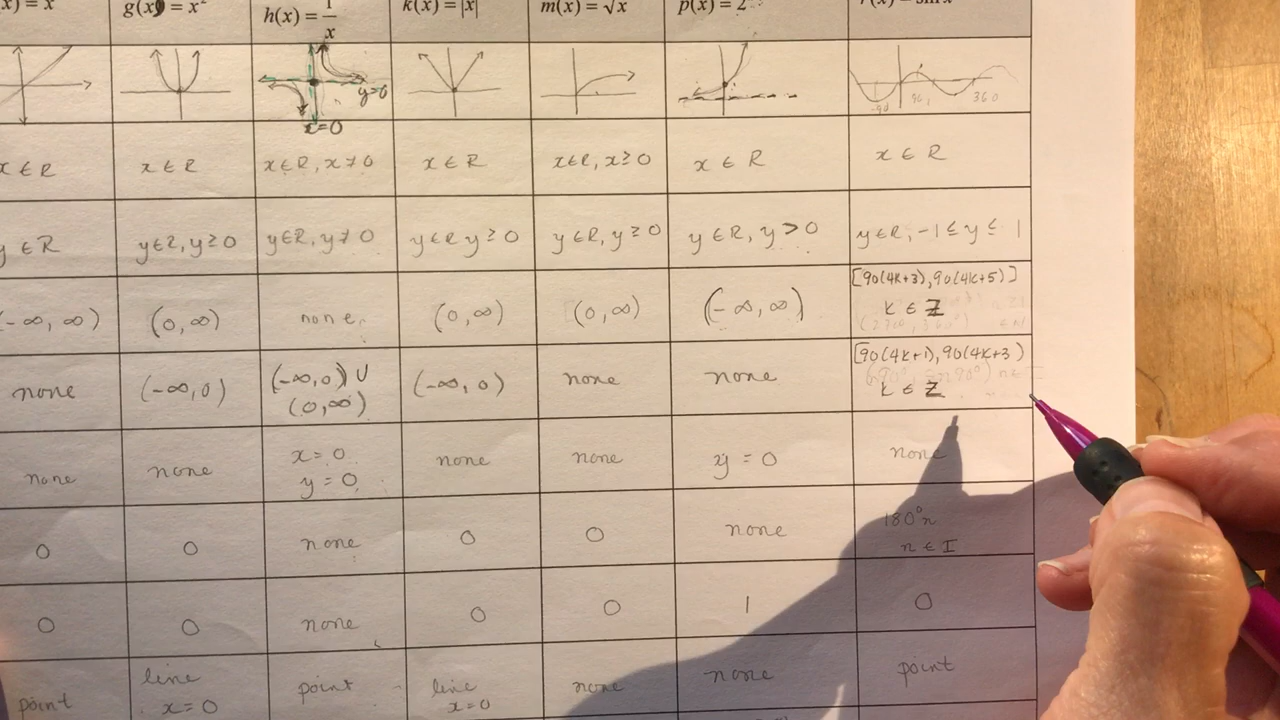 g(x) = x²
h(x) = 1/x
k(x) = |x|
m(x) = √x
p(x) = 2
y=0
x=0
-90
90
360
x ∈ R
x ∈ R
x∈R, x≠0
x ∈ R
x∈R, x≥0
x ∈ R
x ∈ R
y ∈ R
y∈R, y≥0
y∈R, y≠0
y∈R y≥0
y∈R, y≥0
y∈R, y>0
y∈R, -1≤y≤1
(-∞, ∞)
(0, ∞)
none
(0, ∞)
(0, ∞)
(-∞, ∞)
[90(4k+3), 90(4k+5)]
k ∈ Z
none
(-∞, 0)
(-∞, 0) ∪
(0, ∞)
(-∞, 0)
none
none
[90(4k+1), 90(4k+3)
k ∈ Z
none
none
x=0
y=0
none
none
y=0
none
0
0
none
0
0
none
180°n
n ∈ I
0
0
none
0
0
1
0
point
line
x=0
point
line
x=0
none
none
point